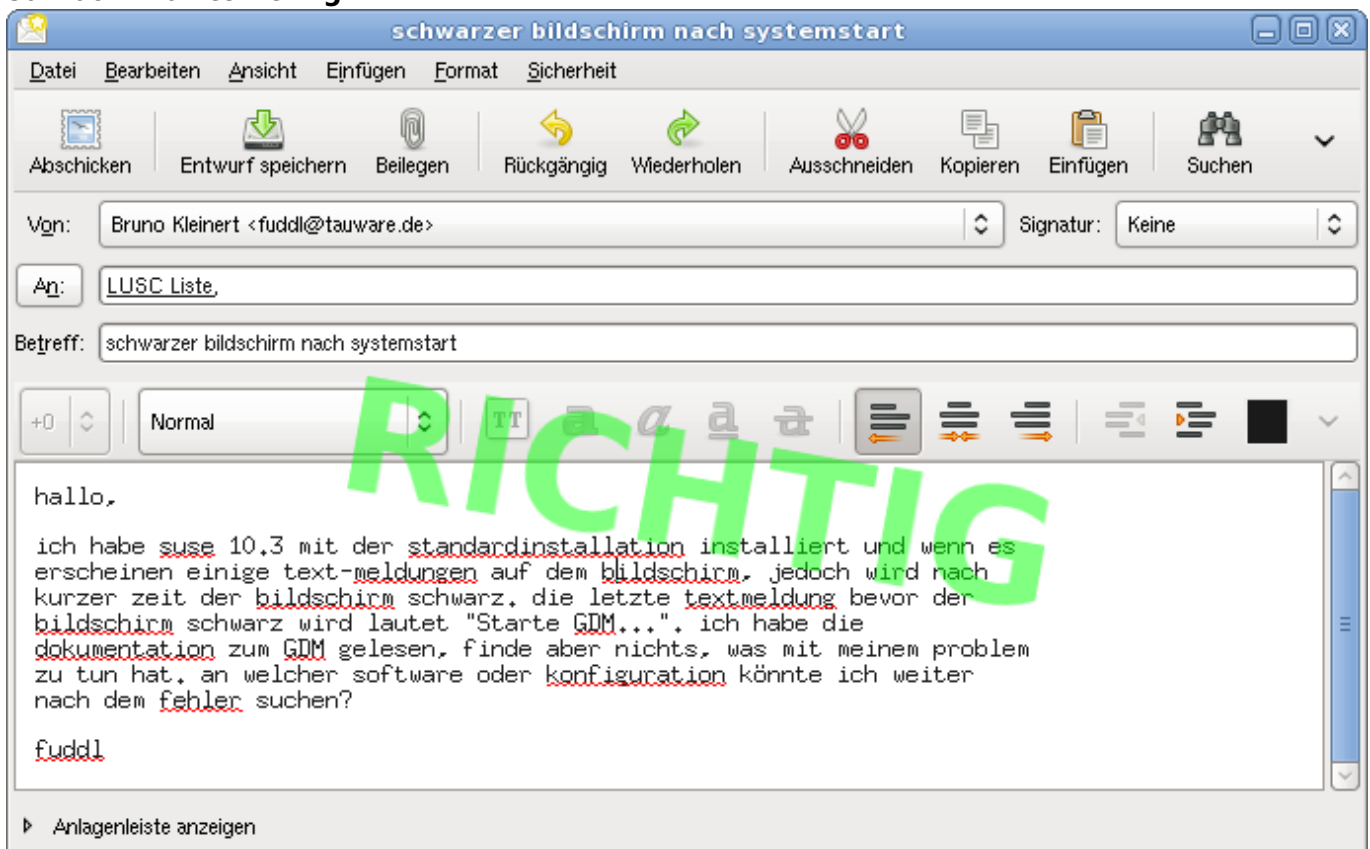 schwarzer bildschirm nach systemstart
Datei Bearbeiten Ansicht Einfügen Format Sicherheit
Abschicken Entwurf speichern Beilegen Rückgängig Wiederholen Ausschneiden Kopieren Einfügen Suchen
Von: Bruno Kleinert <fuddl@tauware.de> Signatur: Keine
An: LUSC Liste,
Betreff: schwarzer bildschirm nach systemstart
+0 Normal TT a a a a
RICHTIG
hallo,
ich habe suse 10.3 mit der standardinstallation installiert und wenn es
erscheinen einige text-meldungen auf dem bildschirm, jedoch wird nach
kurzer zeit der bildschirm schwarz. die letzte textmeldung bevor der
bildschirm schwarz wird lautet "Starte GDM...". ich habe die
dokumentation zum GDM gelesen, finde aber nichts, was mit meinem problem
zu tun hat. an welcher software oder konfiguration könnte ich weiter
nach dem fehler suchen?
fuddl
Anlagenleiste anzeigen